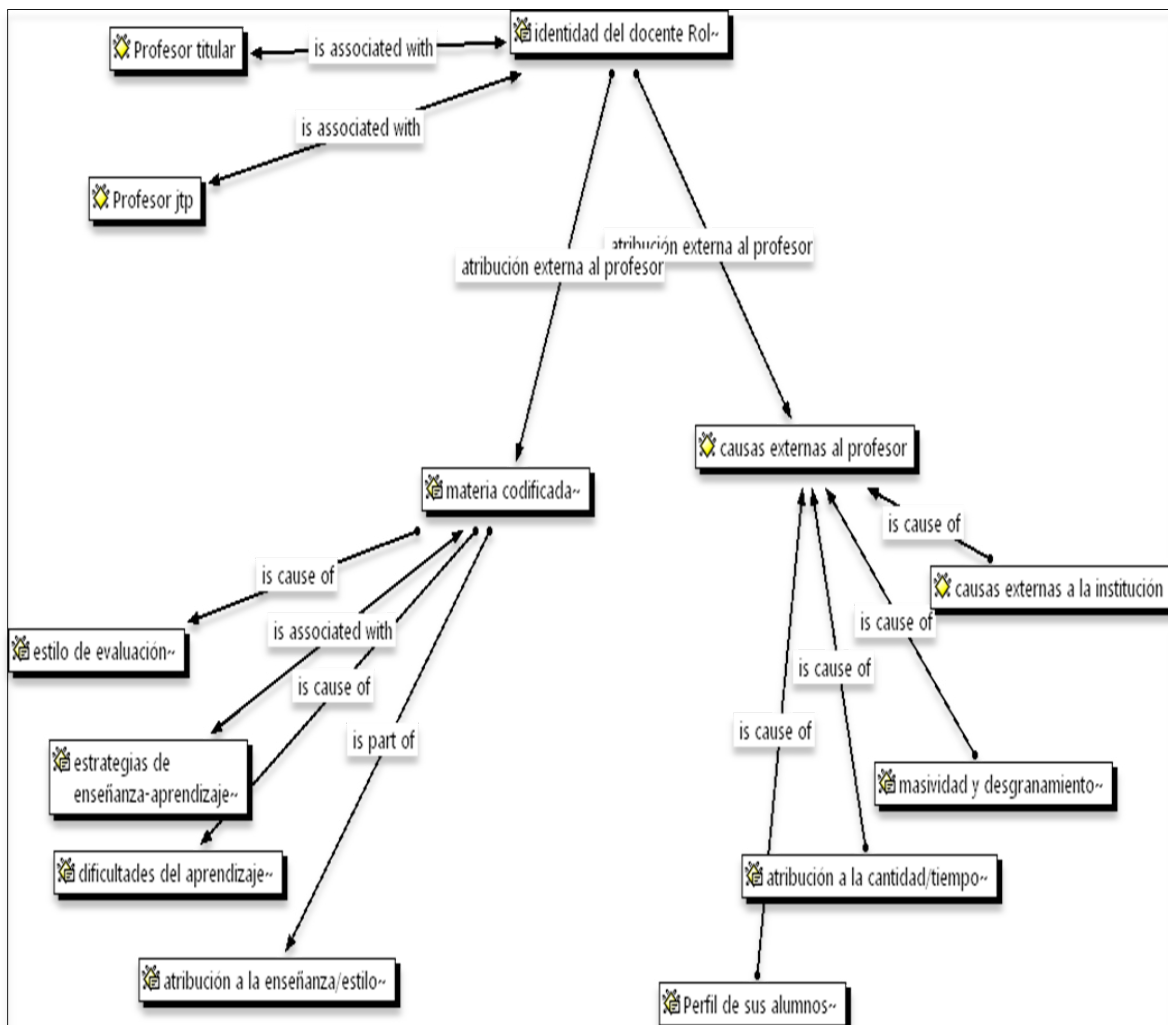 identidad del docente Rol~
Profesor titular
is associated with
is associated with
Profesor jtp
atribución externa al profesor
atribución externa al profesor
causas externas al profesor
materia codificada~
is cause of
is cause of
causas externas a la institución
is cause of
estilo de evaluación~
is associated with
is cause of
is cause of
is part of
is cause of
estrategias de
enseñanza-aprendizaje~
masividad y desgranamiento~
dificultades del aprendizaje~
atribución a la cantidad/tiempo~
atribución a la enseñanza/estilo~
Perfil de sus alumnos~